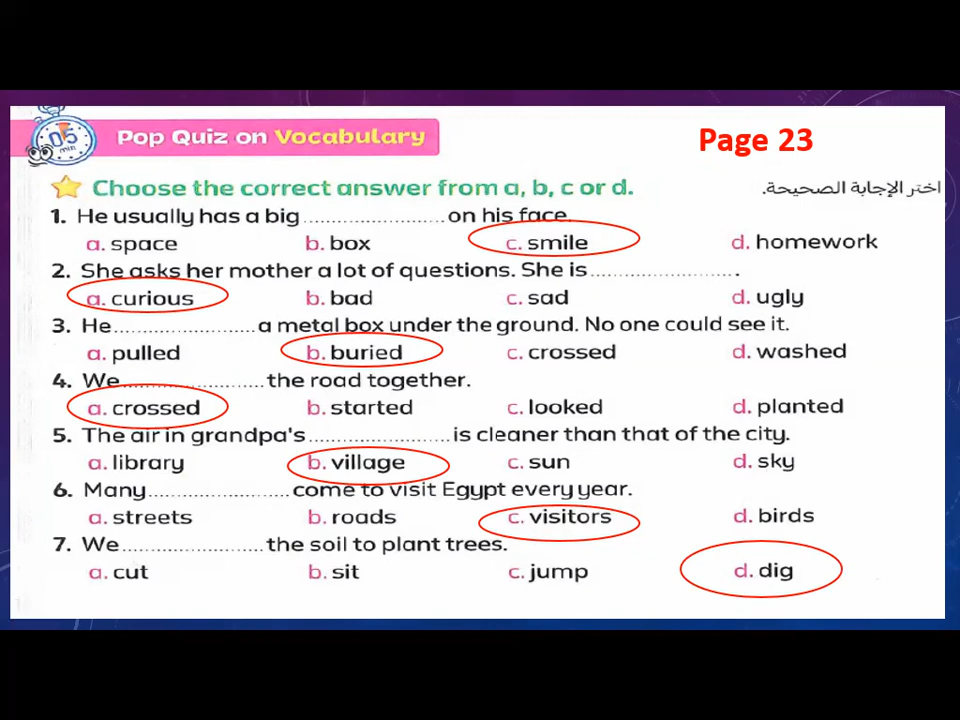 05
min
Pop Quiz on Vocabulary
Page 23
Choose the correct answer from a, b, c or d.
اختر الإجابة الصحيحة.
1. He usually has a big ........................ on his face.
a. space b. box c. smile d. homework
2. She asks her mother a lot of questions. She is ........................ .
a. curious b. bad c. sad d. ugly
3. He ........................ a metal box under the ground. No one could see it.
a. pulled b. buried c. crossed d. washed
4. We ........................ the road together.
a. crossed b. started c. looked d. planted
5. The air in grandpa's ........................ is cleaner than that of the city.
a. library b. village c. sun d. sky
6. Many ........................ come to visit Egypt every year.
a. streets b. roads c. visitors d. birds
7. We ........................ the soil to plant trees.
a. cut b. sit c. jump d. dig